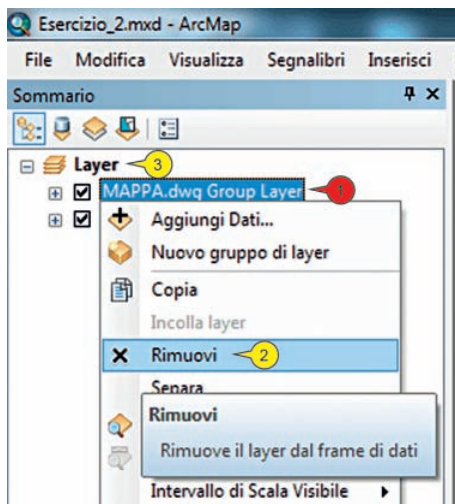 Esercizio_2.mxd - ArcMap
File Modifica Visualizza Segnalibri Inserisci
Sommario
Layer 3
MAPPA.dwg Group Layer 1
Aggiungi Dati...
Nuovo gruppo di layer
Copia
Incolla layer
Rimuovi 2
Separa
Rimuovi
Rimuove il layer dal frame di dati
Intervallo di Scala Visibile